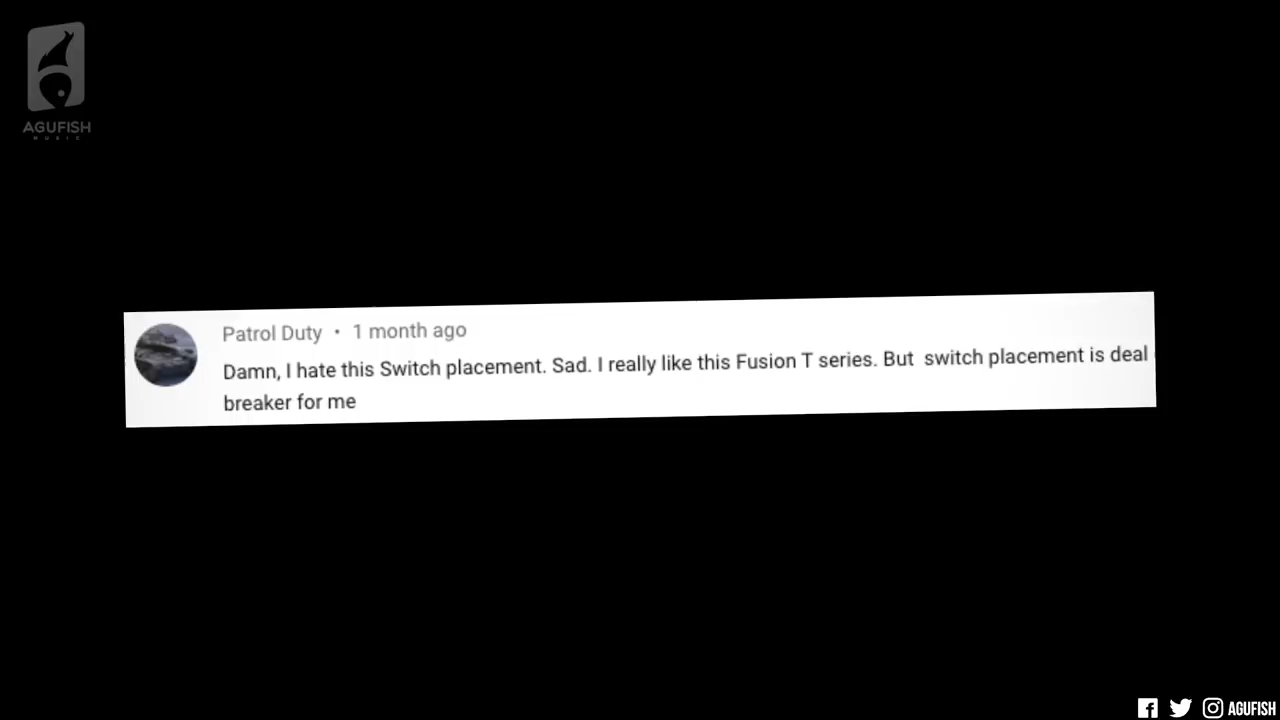 AGUFISH
MUSIC
Patrol Duty • 1 month ago
Damn, I hate this Switch placement. Sad. I really like this Fusion T series. But  switch placement is deal
breaker for me
AGUFISH